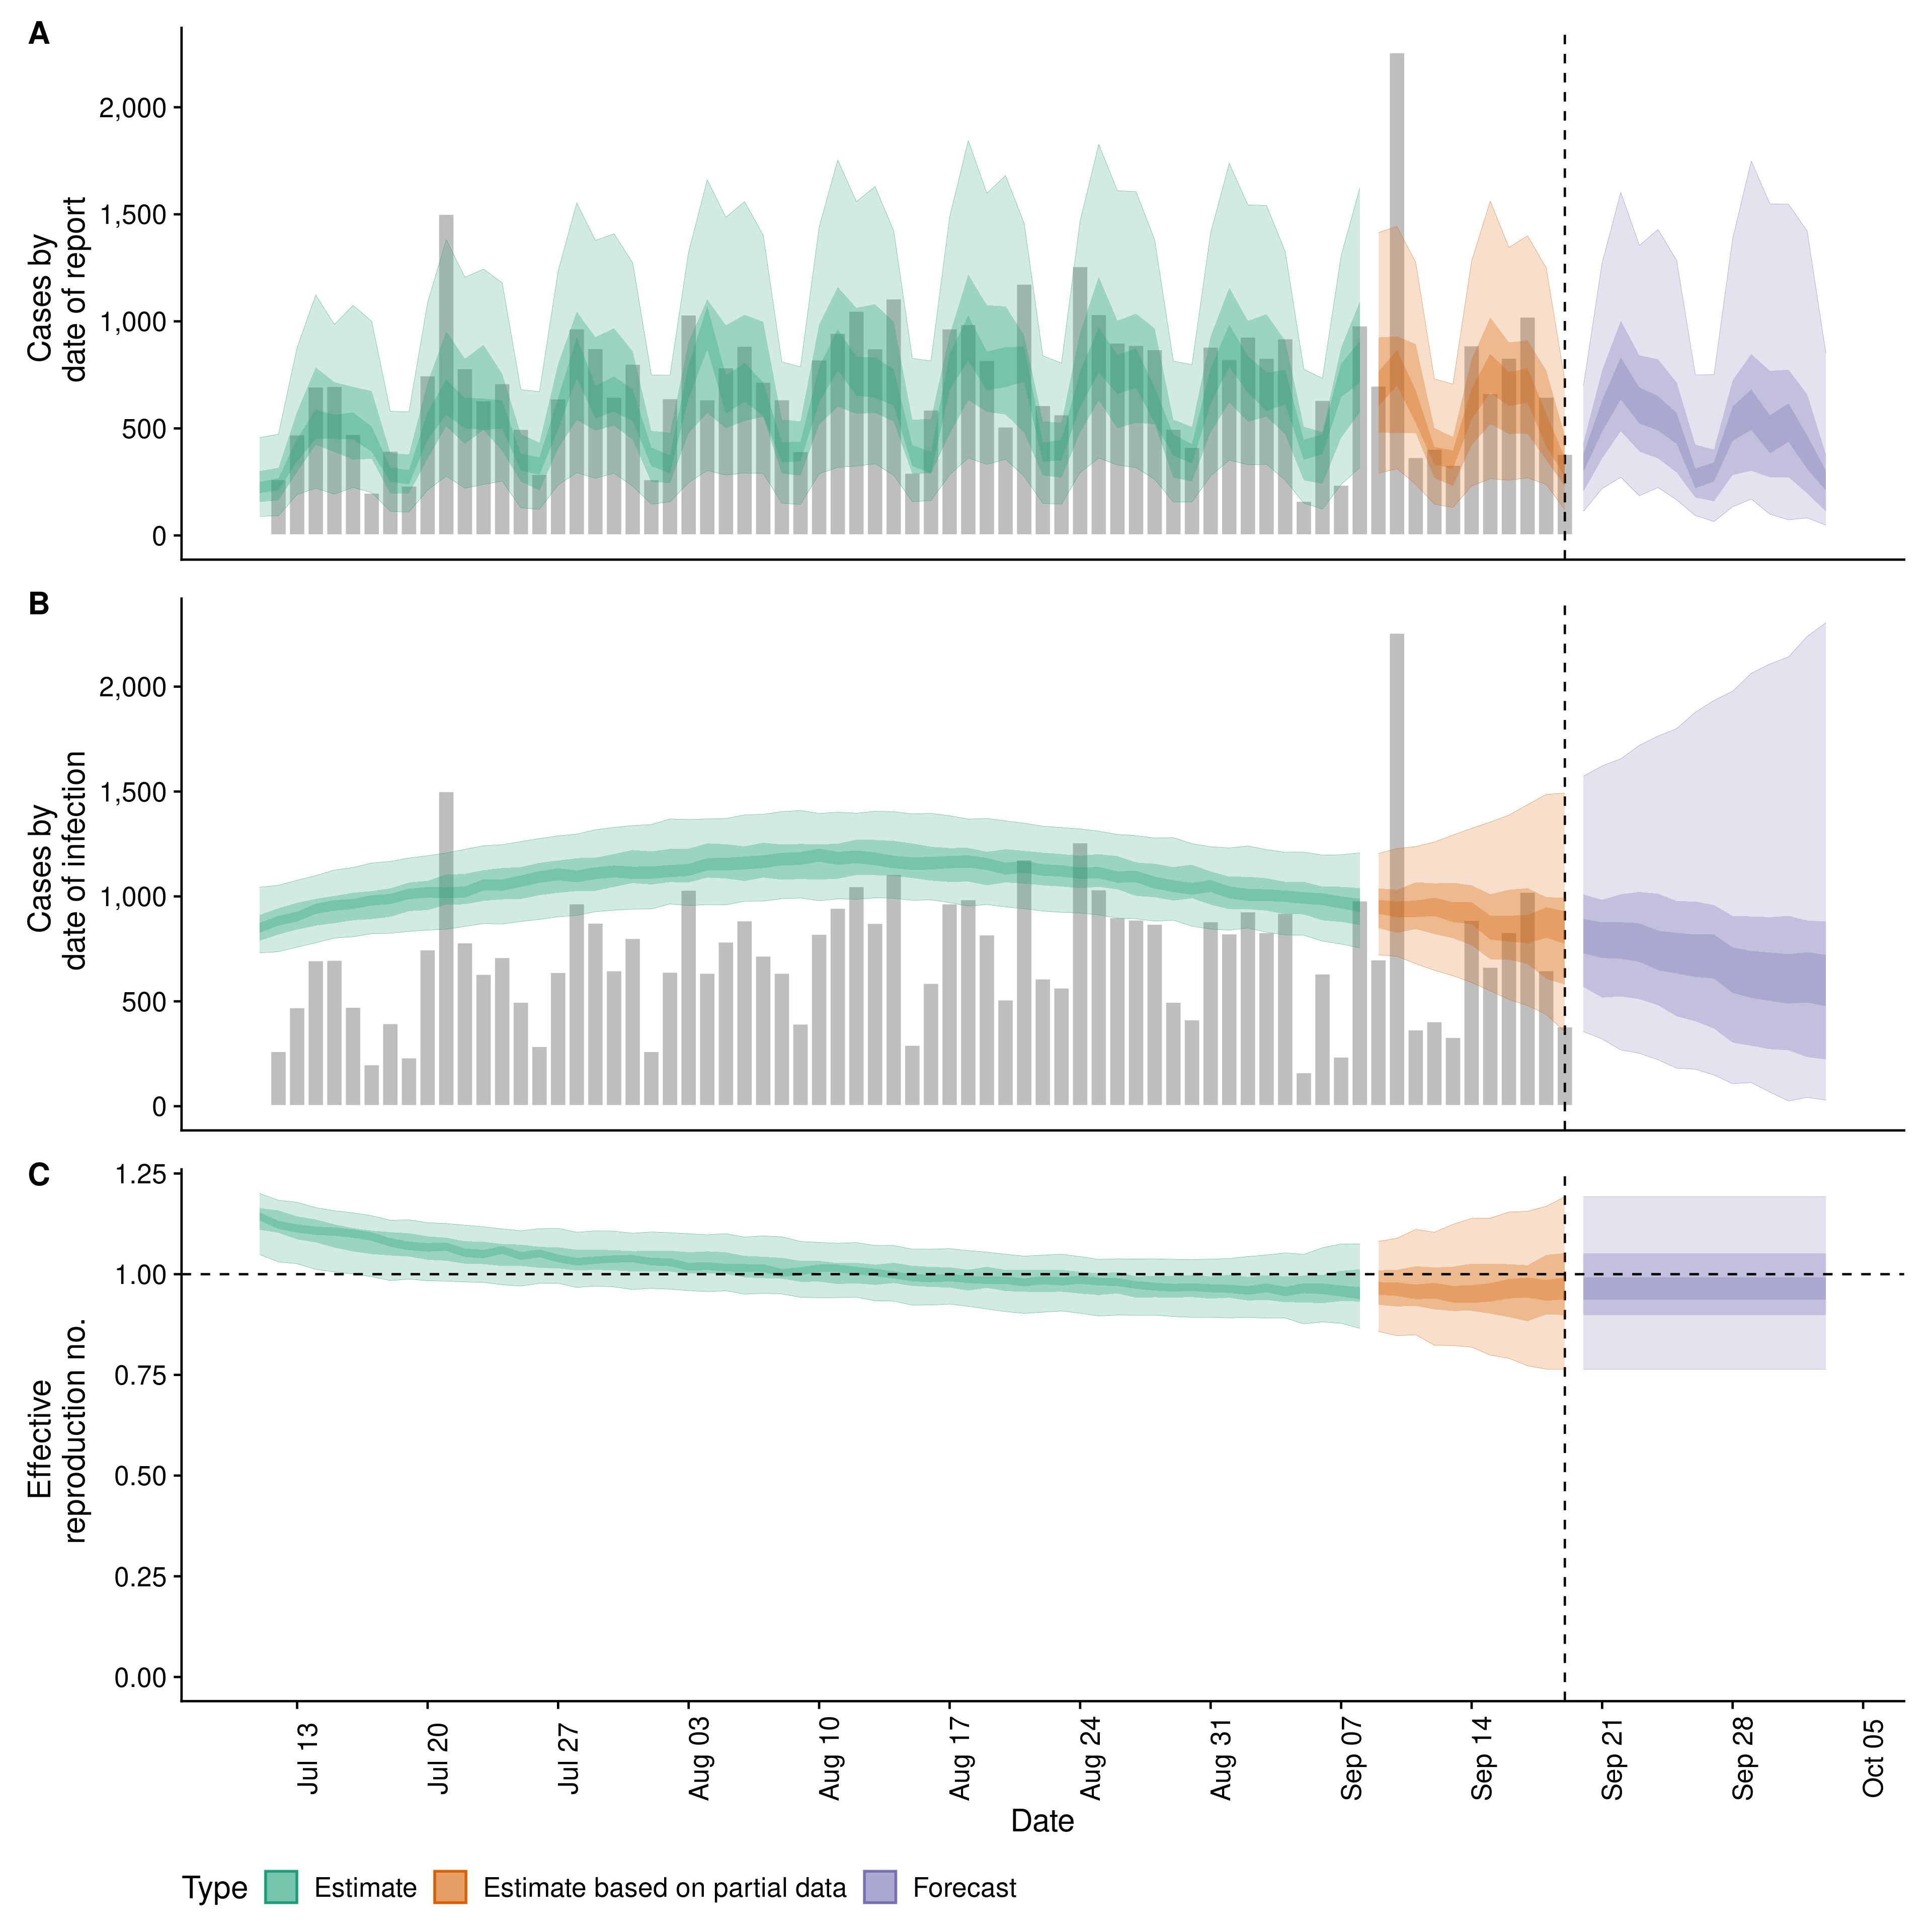 A
Cases by
date of report
2,000
1,500
1,000
500
0
B
Cases by
date of infection
2,000
1,500
1,000
500
0
C
Effective
reproduction no.
1.25
1.00
0.75
0.50
0.25
0.00
Jul 13
Jul 20
Jul 27
Aug 03
Aug 10
Aug 17
Aug 24
Aug 31
Sep 07
Sep 14
Sep 21
Sep 28
Oct 05
Date
Type Estimate Estimate based on partial data Forecast